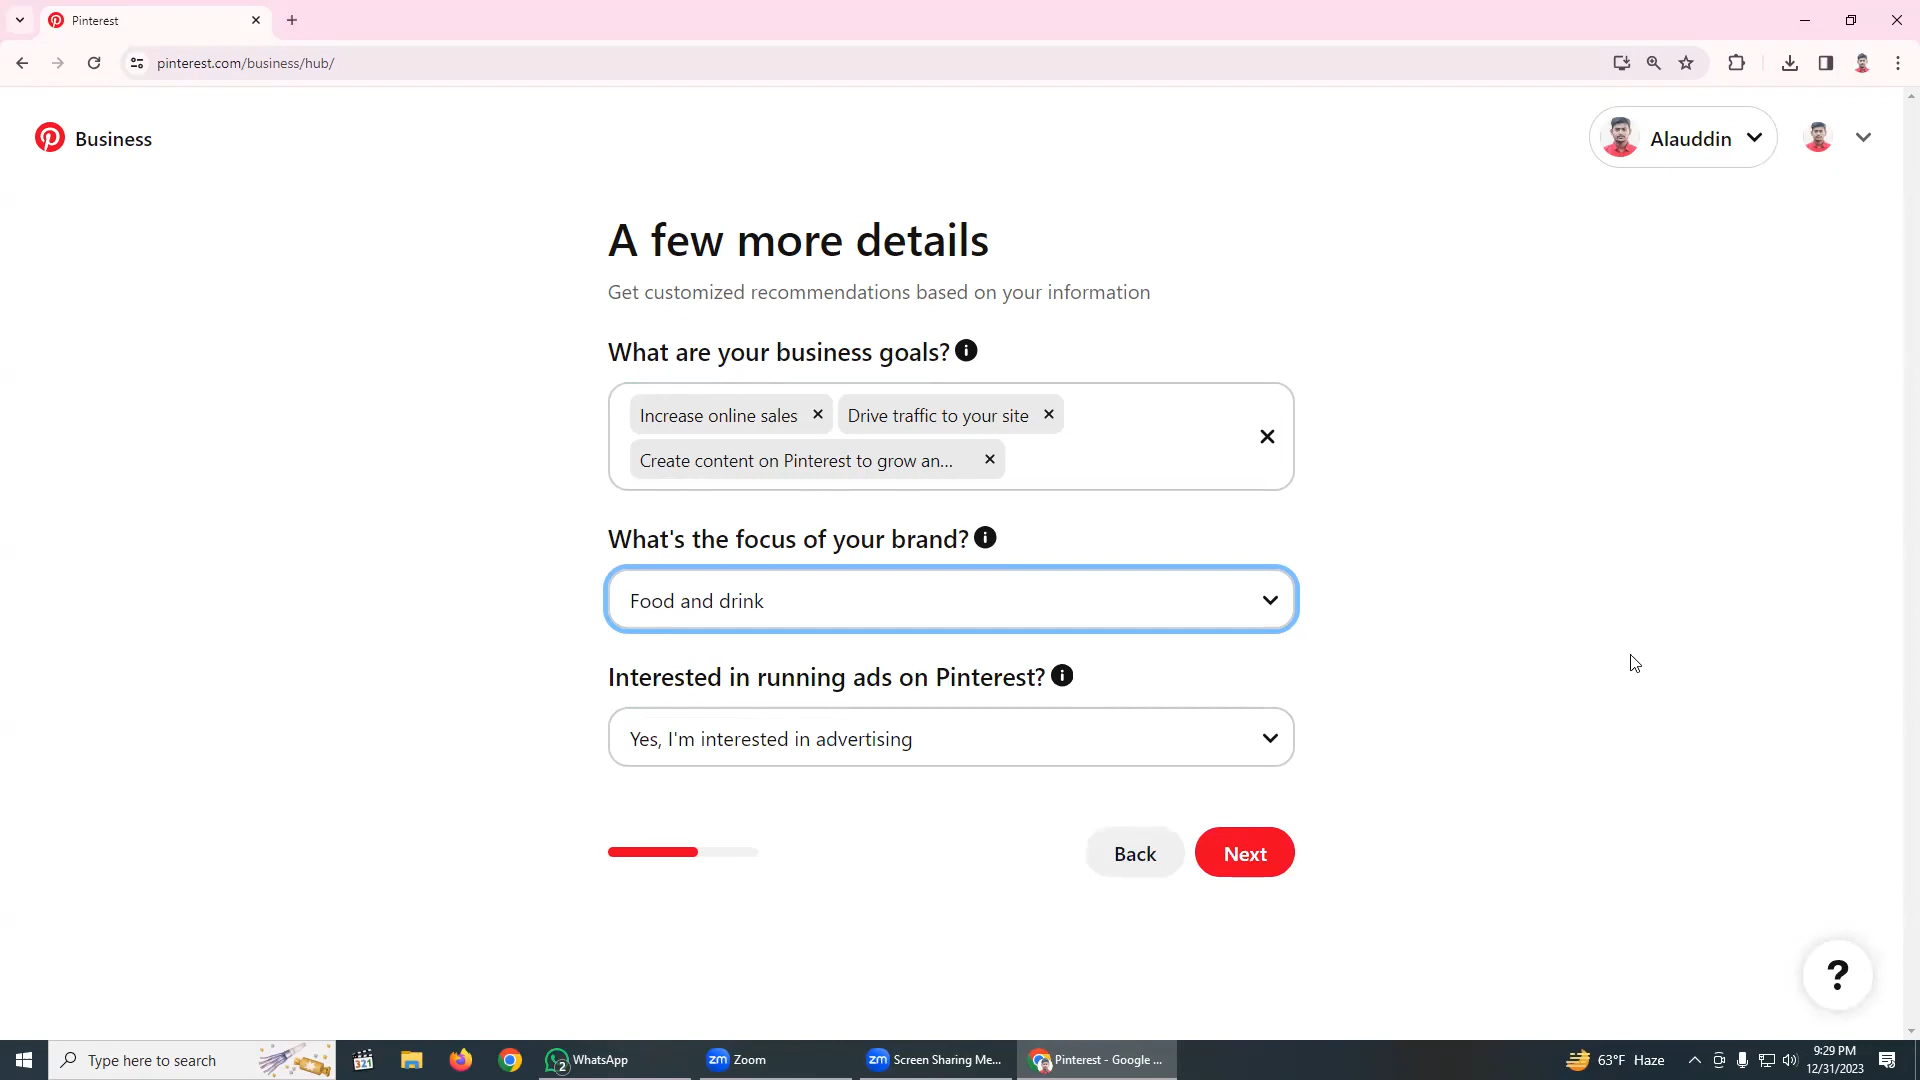 Pinterest
pinterest.com/business/hub/
Business
Alauddin
A few more details
Get customized recommendations based on your information
What are your business goals?
Increase online sales
Drive traffic to your site
Create content on Pinterest to grow an...
What's the focus of your brand?
Food and drink
Interested in running ads on Pinterest?
Yes, I'm interested in advertising
Back
Next
?
Type here to search
321
2
WhatsApp
zm
Zoom
zm
Screen Sharing Me...
Pinterest - Google ...
63°F Haze
9:29 PM
12/31/2023